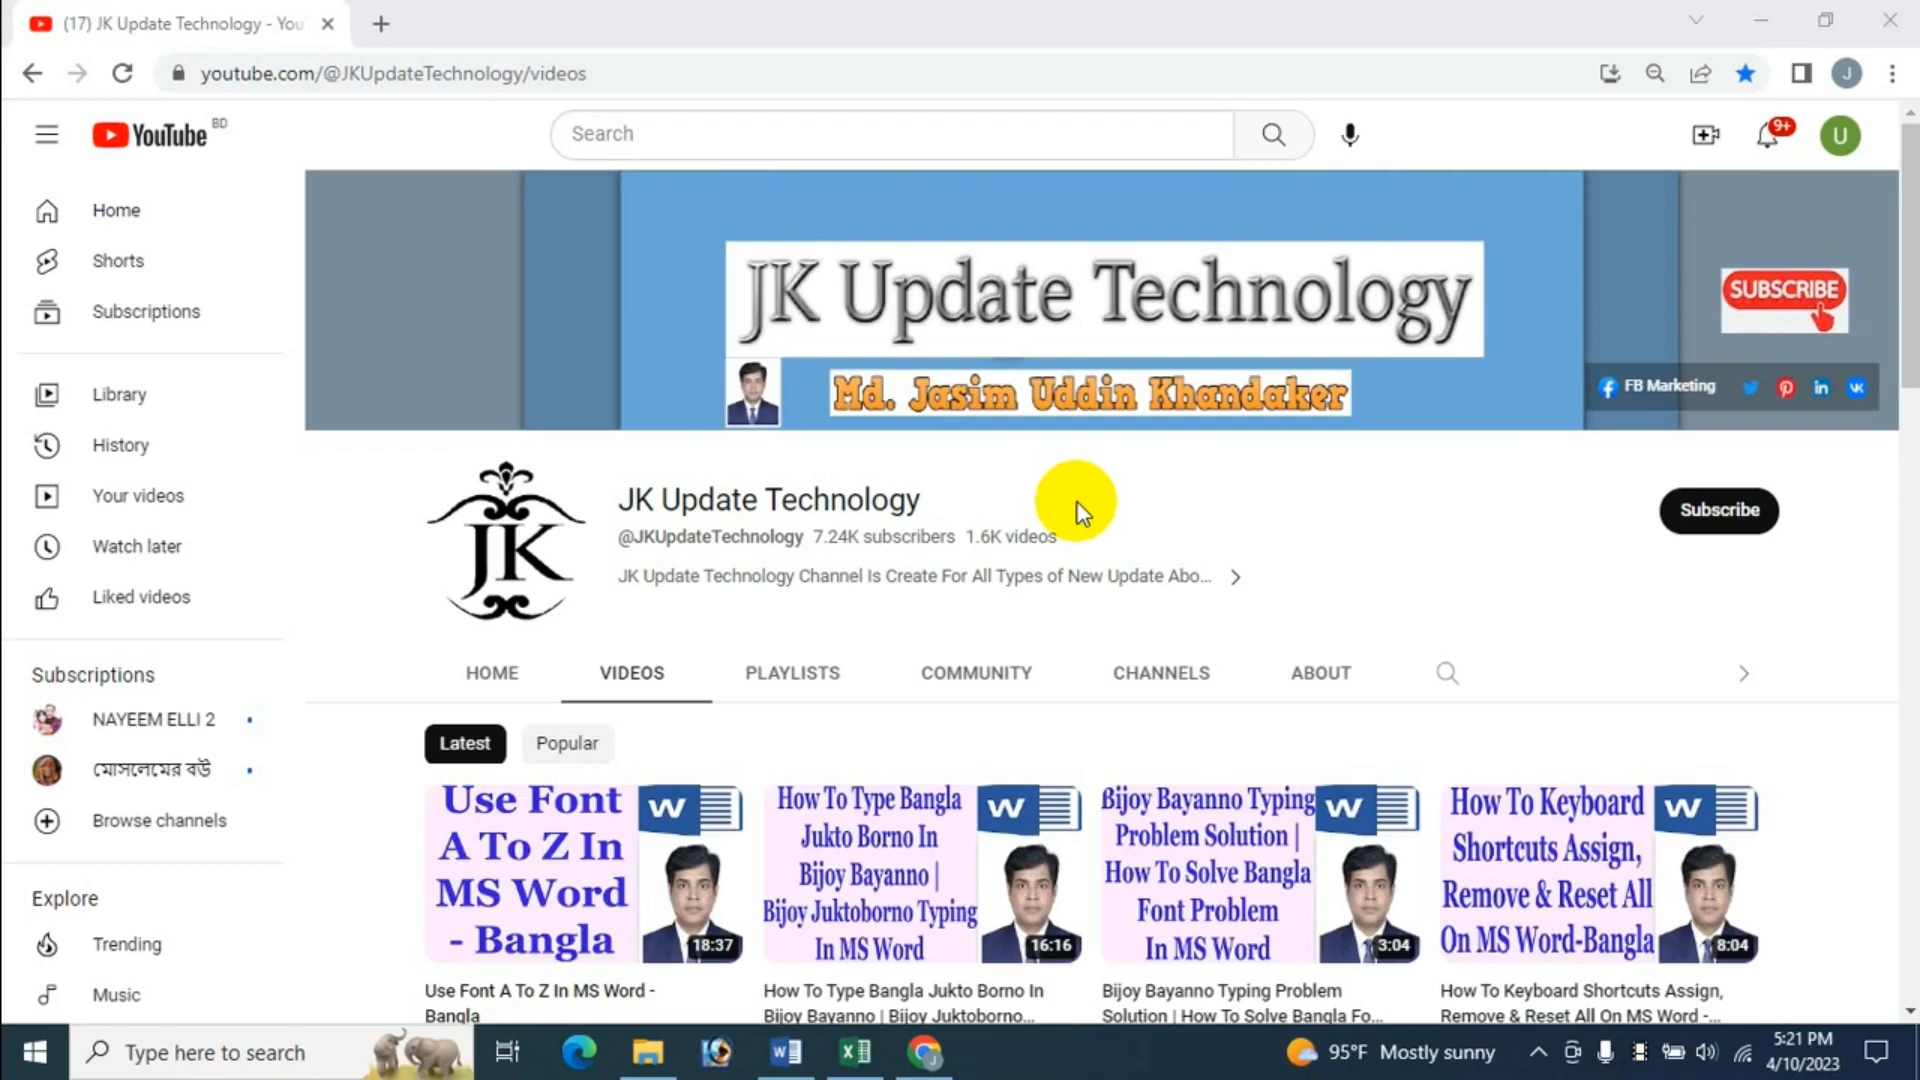 (17) JK Update Technology - You
youtube.com/@JKUpdateTechnology/videos
J
YouTube BD
Search
9+
U
Home
Shorts
Subscriptions
Library
History
Your videos
Watch later
Liked videos
Subscriptions
NAYEEM ELLI 2
মোসলেমের বউ
Browse channels
Explore
Trending
Music
JK Update Technology
Md. Jasim Uddin Khandaker
SUBSCRIBE
FB Marketing
JK
JK Update Technology
@JKUpdateTechnology 7.24K subscribers 1.6K videos
JK Update Technology Channel Is Create For All Types of New Update Abo...
Subscribe
HOME VIDEOS PLAYLISTS COMMUNITY CHANNELS ABOUT
Latest Popular
Use Font
A To Z In
MS Word
- Bangla
W
18:37
Use Font A To Z In MS Word -
Bangla
How To Type Bangla
Jukto Borno In
Bijoy Bayanno |
Bijoy Juktoborno Typing
In MS Word
W
16:16
How To Type Bangla Jukto Borno In
Bijoy Bayanno | Bijoy Juktoborno...
Bijoy Bayanno Typing
Problem Solution |
How To Solve Bangla
Font Problem
In MS Word
W
3:04
Bijoy Bayanno Typing Problem
Solution | How To Solve Bangla Fo...
How To Keyboard
Shortcuts Assign,
Remove & Reset All
On MS Word-Bangla
W
8:04
How To Keyboard Shortcuts Assign,
Remove & Reset All On MS Word -...
Type here to search
95°F Mostly sunny
5:21 PM
4/10/2023